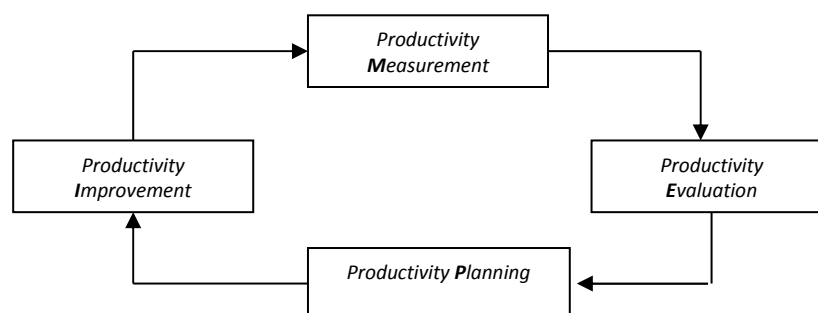 Productivity
Measurement
Productivity
Improvement
Productivity
Evaluation
Productivity Planning